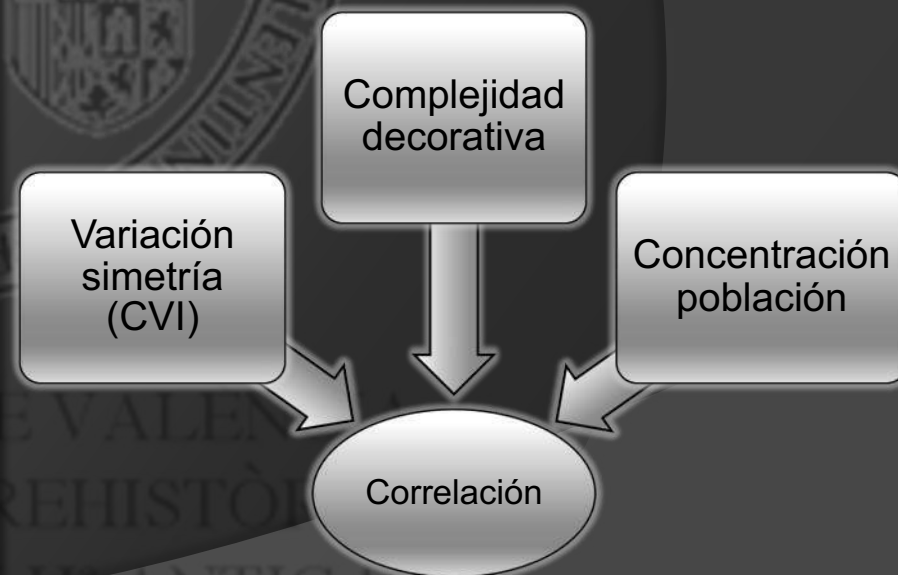 Complejidad
decorativa
Variación
simetría
(CVI)
Concentración
población
Correlación